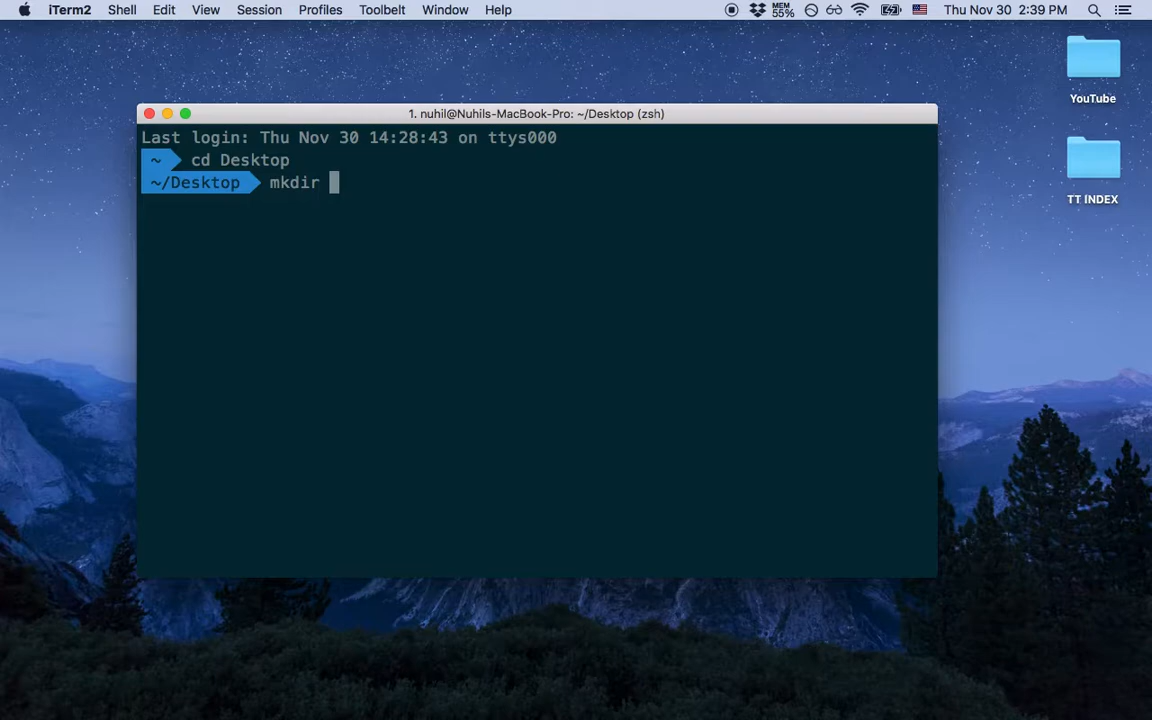 iTerm2 Shell Edit View Session Profiles Toolbelt Window Help MEM 55% Thu Nov 30 2:39 PM
YouTube
TT INDEX
1. nuhil@Nuhils-MacBook-Pro: ~/Desktop (zsh)
Last login: Thu Nov 30 14:28:43 on ttys000
~ cd Desktop
~/Desktop mkdir